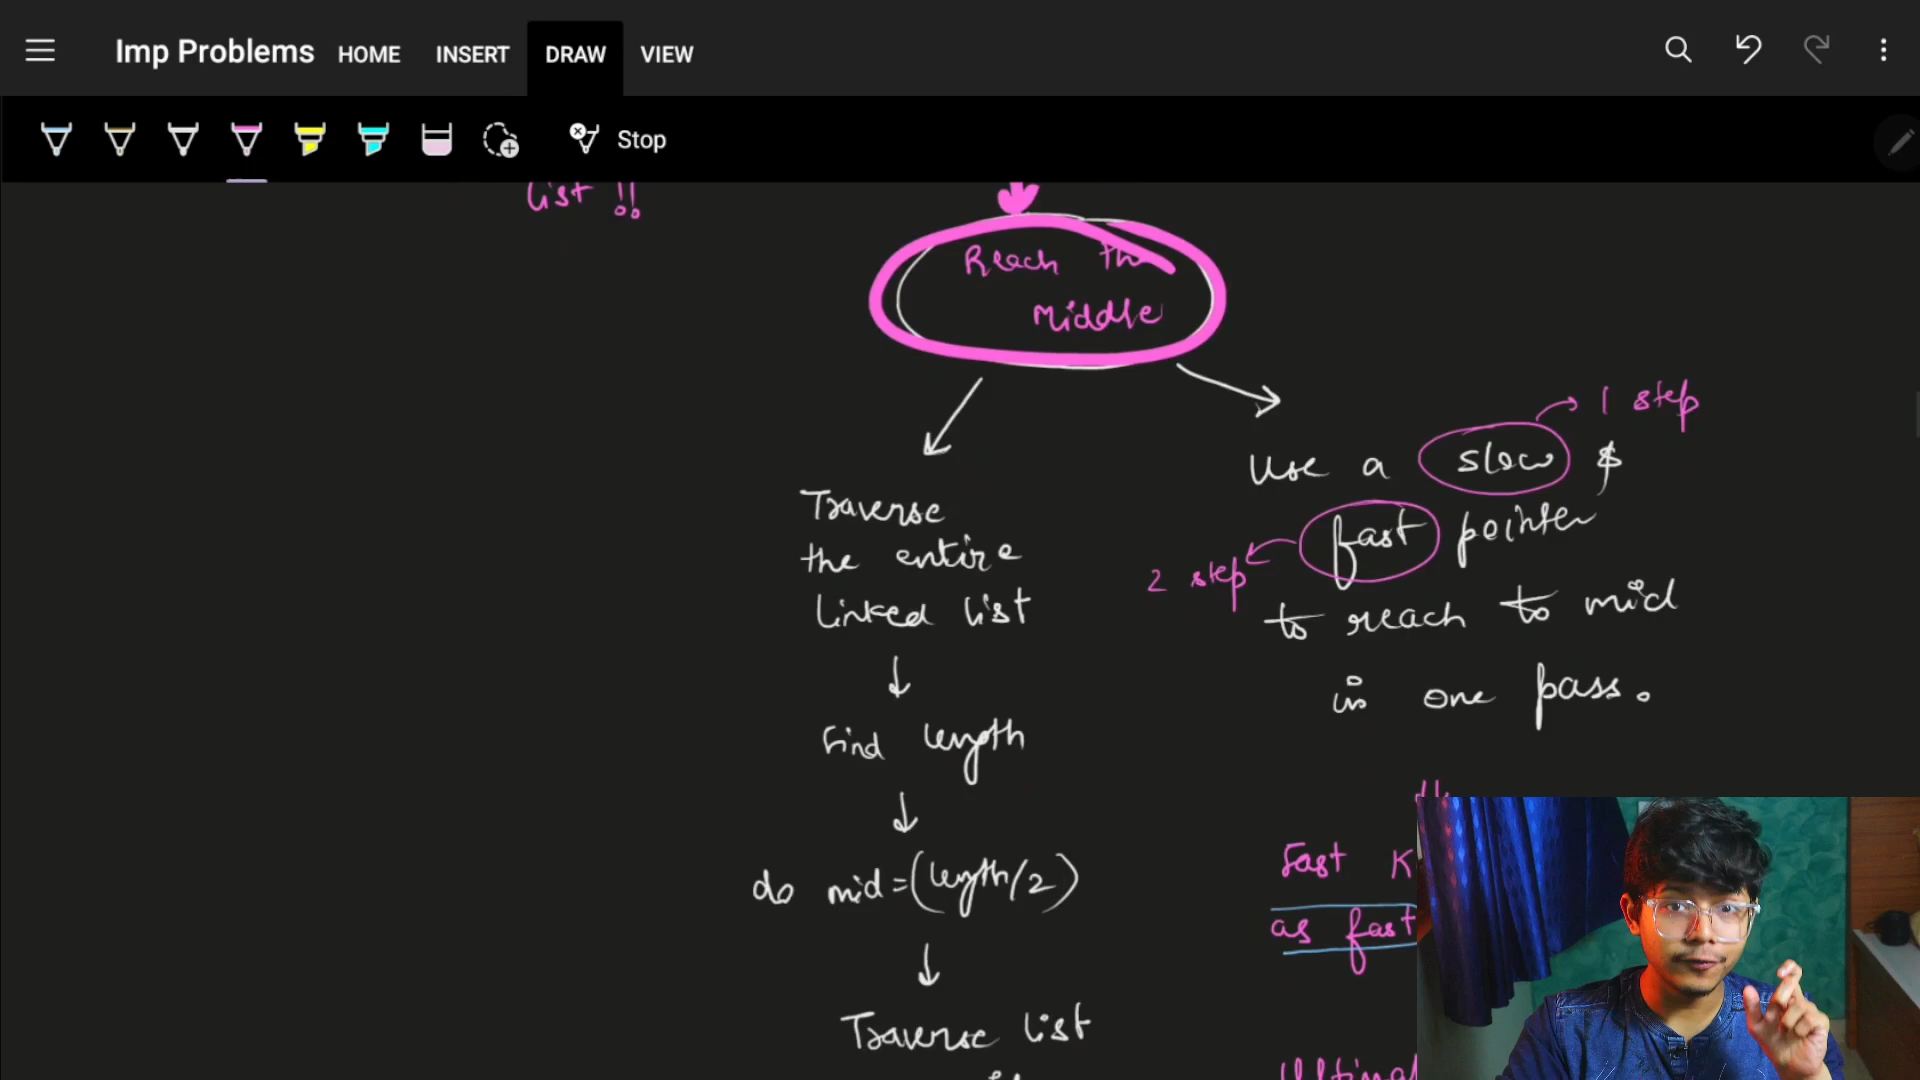 Imp Problems HOME INSERT DRAW VIEW
Stop
list !!
Reach the
Middle
1 step
Use a slow &
fast pointer
2 step
to reach to mid
in one pass.
Traverse
the entire
linked list
Find length
do mid = (length/2)
Traverse list
Fast K
as fast